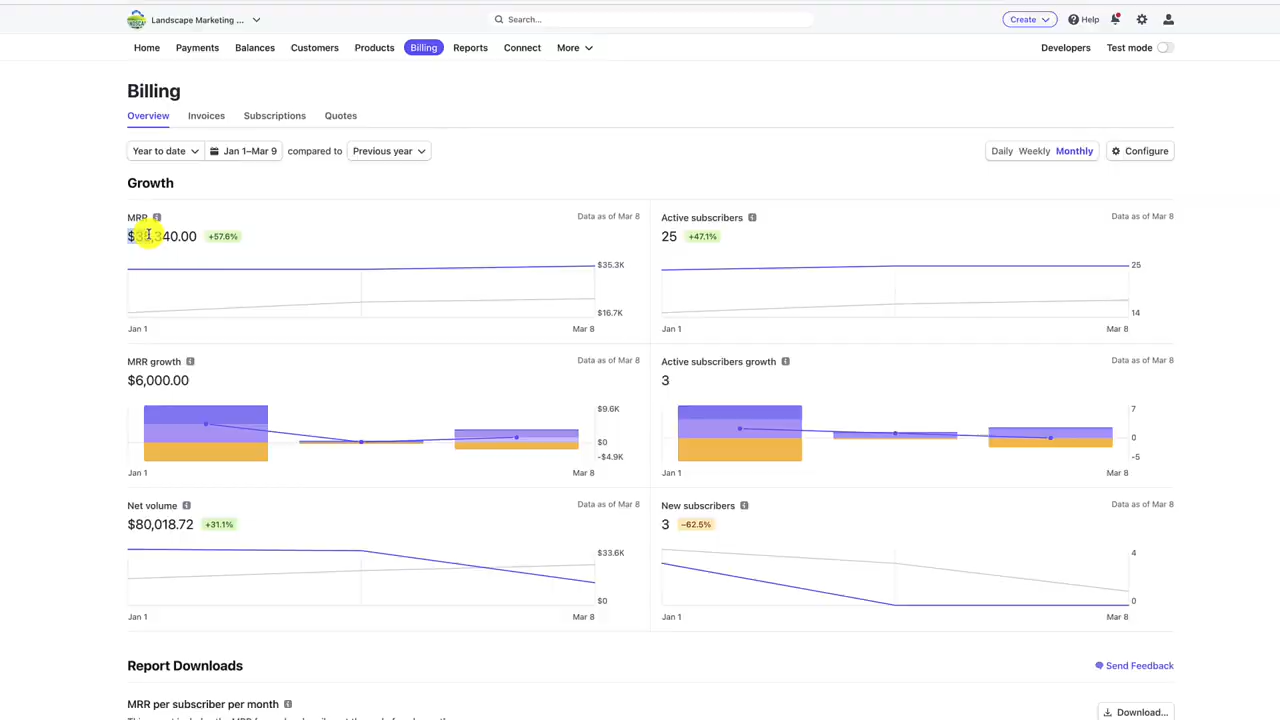 Landscape Marketing ...
Search...
Create
Help
Home Payments Balances Customers Products Billing Reports Connect More
Developers Test mode
Billing
Overview Invoices Subscriptions Quotes
Year to date Jan 1–Mar 9 compared to Previous year
Daily Weekly Monthly Configure
Growth
MRR
Data as of Mar 8
$35,340.00 +57.6%
$35.3K
$16.7K
Jan 1 Mar 8
Active subscribers
Data as of Mar 8
25 +47.1%
25
14
Jan 1 Mar 8
MRR growth
Data as of Mar 8
$6,000.00
$9.6K
$0
-$4.9K
Jan 1 Mar 8
Active subscribers growth
Data as of Mar 8
3
7
0
-5
Jan 1 Mar 8
Net volume
Data as of Mar 8
$80,018.72 +31.1%
$33.6K
$0
Jan 1 Mar 8
New subscribers
Data as of Mar 8
3 –62.5%
4
0
Jan 1 Mar 8
Report Downloads
Send Feedback
MRR per subscriber per month
Download...